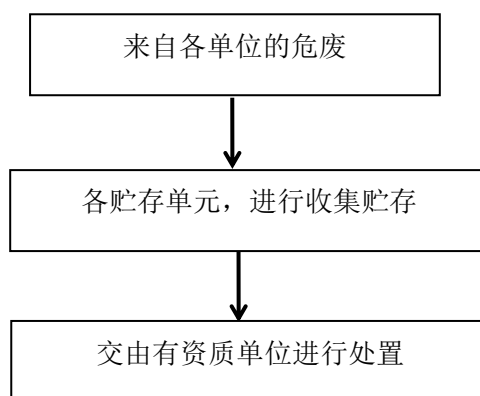 来自各单位的危废
各贮存单元，进行收集贮存
交由有资质单位进行处置